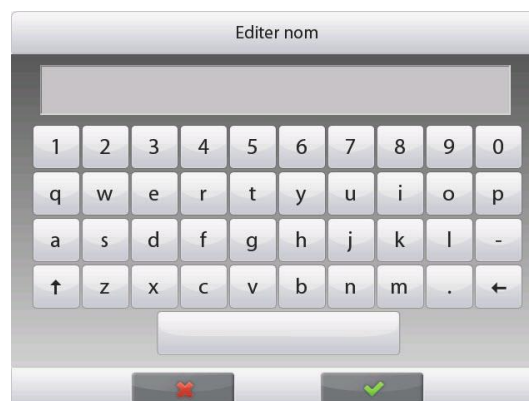 Editer nom
1 2 3 4 5 6 7 8 9 0
q w e r t y u i o p
a s d f g h j k l -
↑ z x c v b n m . ←